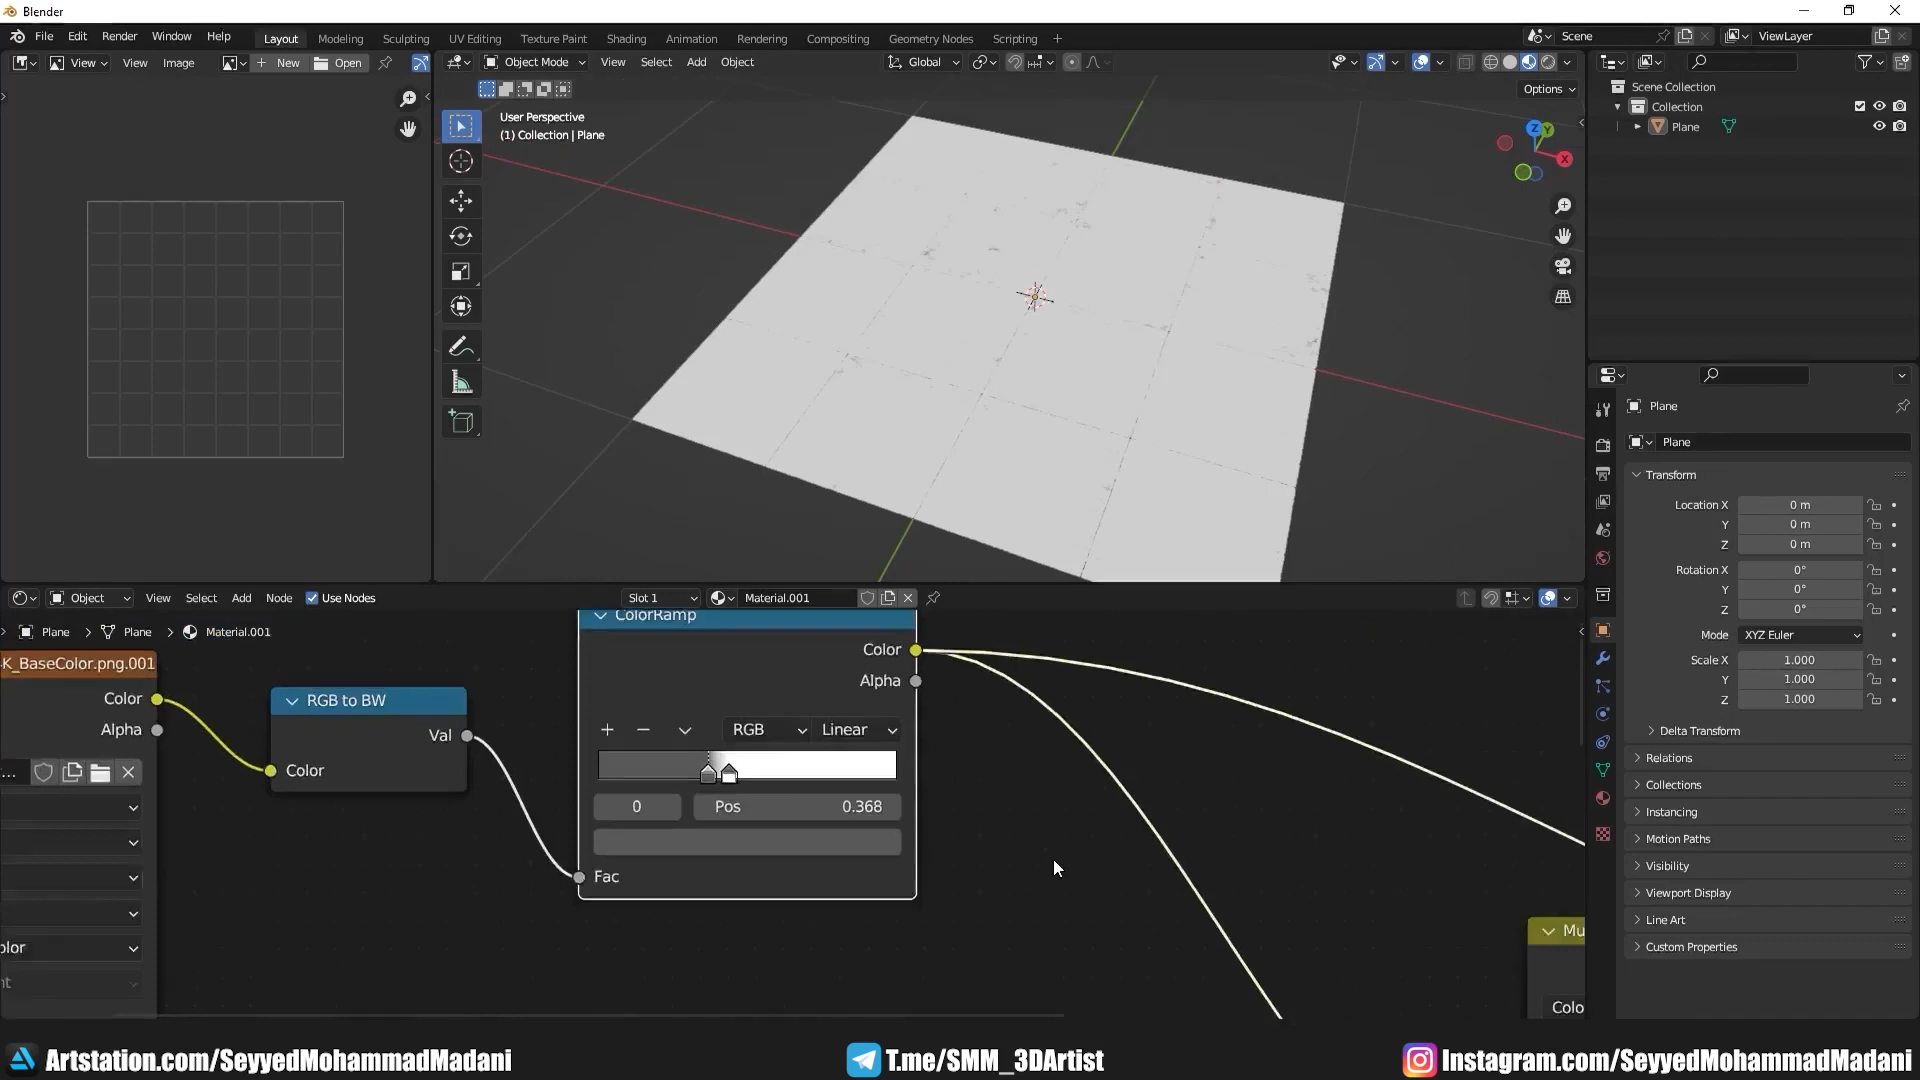 Blender
File Edit Render Window Help
Layout Modeling Sculpting UV Editing Texture Paint Shading Animation Rendering Compositing Geometry Nodes Scripting +
Scene
ViewLayer
View View Image + New Open
Object Mode View Select Add Object Global
Options
User Perspective
(1) Collection | Plane
Z
Y
X
Scene Collection
Collection
Plane
Plane
Plane
Transform
Location X 0 m
Y 0 m
Z 0 m
Rotation X 0°
Y 0°
Z 0°
Mode XYZ Euler
Scale X 1.000
Y 1.000
Z 1.000
Delta Transform
Relations
Collections
Instancing
Motion Paths
Visibility
Viewport Display
Line Art
Custom Properties
Object View Select Add Node Use Nodes Slot 1 Material.001
Plane > Plane > Material.001
K_BaseColor.png.001
Color
Alpha
...
olor
nt
RGB to BW
Val
Color
ColorRamp
Color
Alpha
+ − RGB Linear
0 Pos 0.368
Fac
Mu
Colo
Artstation.com/SeyyedMohammadMadani
T.me/SMM_3DArtist
Instagram.com/SeyyedMohammadMadani